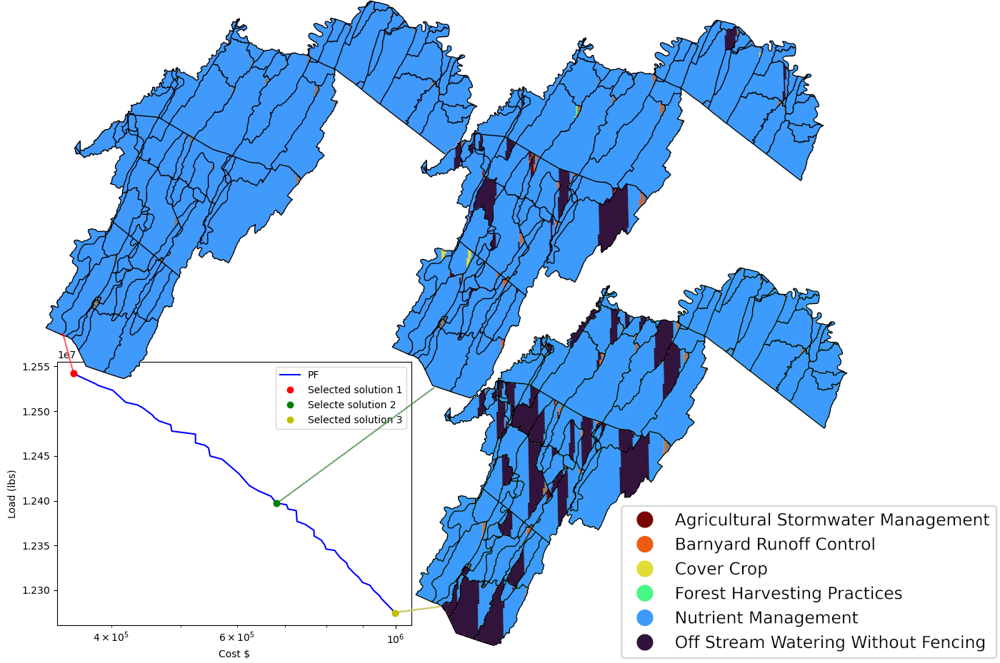 1e7
1.255
1.250
1.245
1.240
1.235
1.230
Load (lbs)
4 × 10⁵
6 × 10⁵
10⁶
Cost $
PF
Selected solution 1
Selecte solution 2
Selected solution 3
Agricultural Stormwater Management
Barnyard Runoff Control
Cover Crop
Forest Harvesting Practices
Nutrient Management
Off Stream Watering Without Fencing